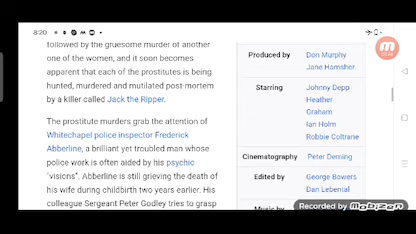 8:20
followed by the gruesome murder of another
one of the women, and it soon becomes
apparent that each of the prostitutes is being
hunted, murdered and mutilated post-mortem
by a killer called Jack the Ripper.
The prostitute murders grab the attention of
Whitechapel police inspector Frederick
Abberline, a brilliant yet troubled man whose
police work is often aided by his psychic
"visions". Abberline is still grieving the death of
his wife during childbirth two years earlier. His
colleague Sergeant Peter Godley tries to grasp
Produced by Don Murphy
Jane Hamsher
Starring Johnny Depp
Heather
Graham
Ian Holm
Robbie Coltrane
Cinematography Peter Deming
Edited by George Bowers
Dan Lebental
Music by
Recorded by Mobizen